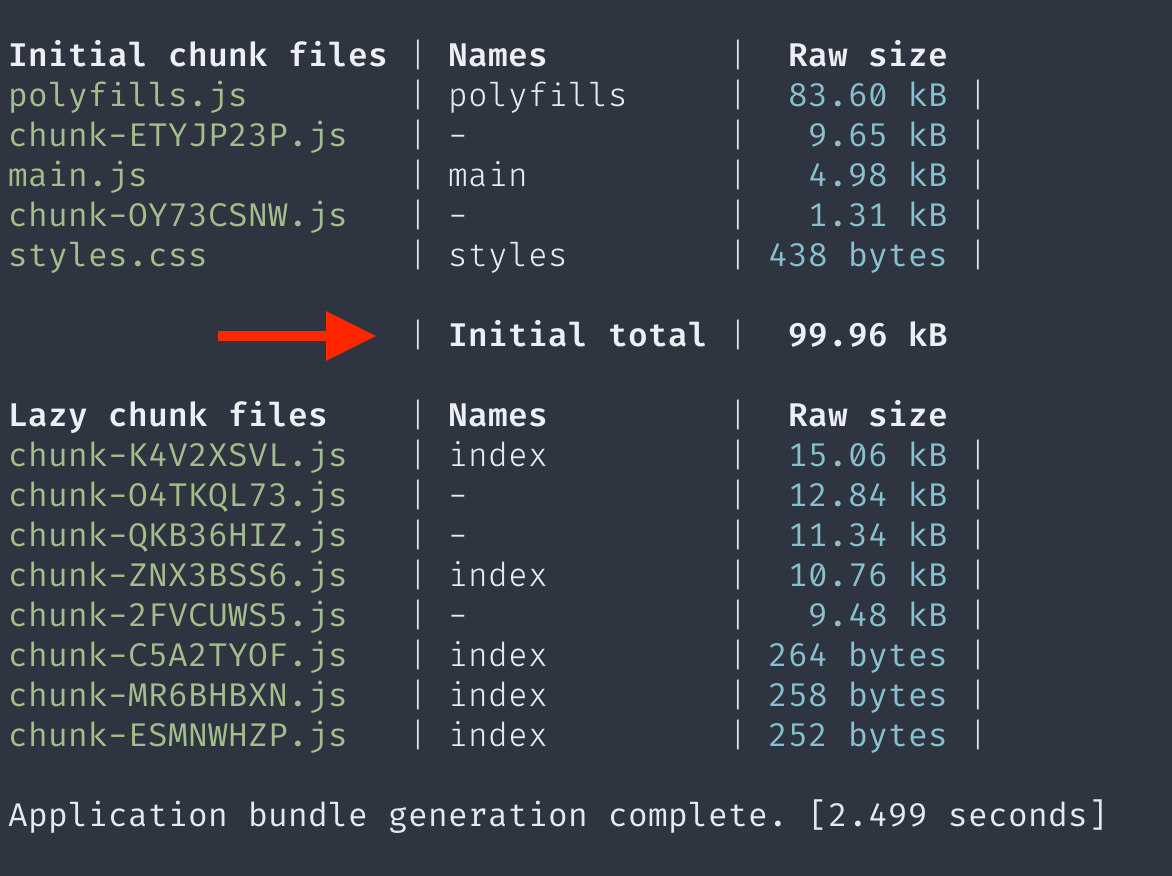 Initial chunk files | Names | Raw size
polyfills.js | polyfills | 83.60 kB |
chunk-ETYJP23P.js | - | 9.65 kB |
main.js | main | 4.98 kB |
chunk-OY73CSNW.js | - | 1.31 kB |
styles.css | styles | 438 bytes |
| Initial total | 99.96 kB
Lazy chunk files | Names | Raw size
chunk-K4V2XSVL.js | index | 15.06 kB |
chunk-O4TKQL73.js | - | 12.84 kB |
chunk-QKB36HIZ.js | - | 11.34 kB |
chunk-ZNX3BSS6.js | index | 10.76 kB |
chunk-2FVCUWS5.js | - | 9.48 kB |
chunk-C5A2TYOF.js | index | 264 bytes |
chunk-MR6BHBXN.js | index | 258 bytes |
chunk-ESMNWHZP.js | index | 252 bytes |
Application bundle generation complete. [2.499 seconds]